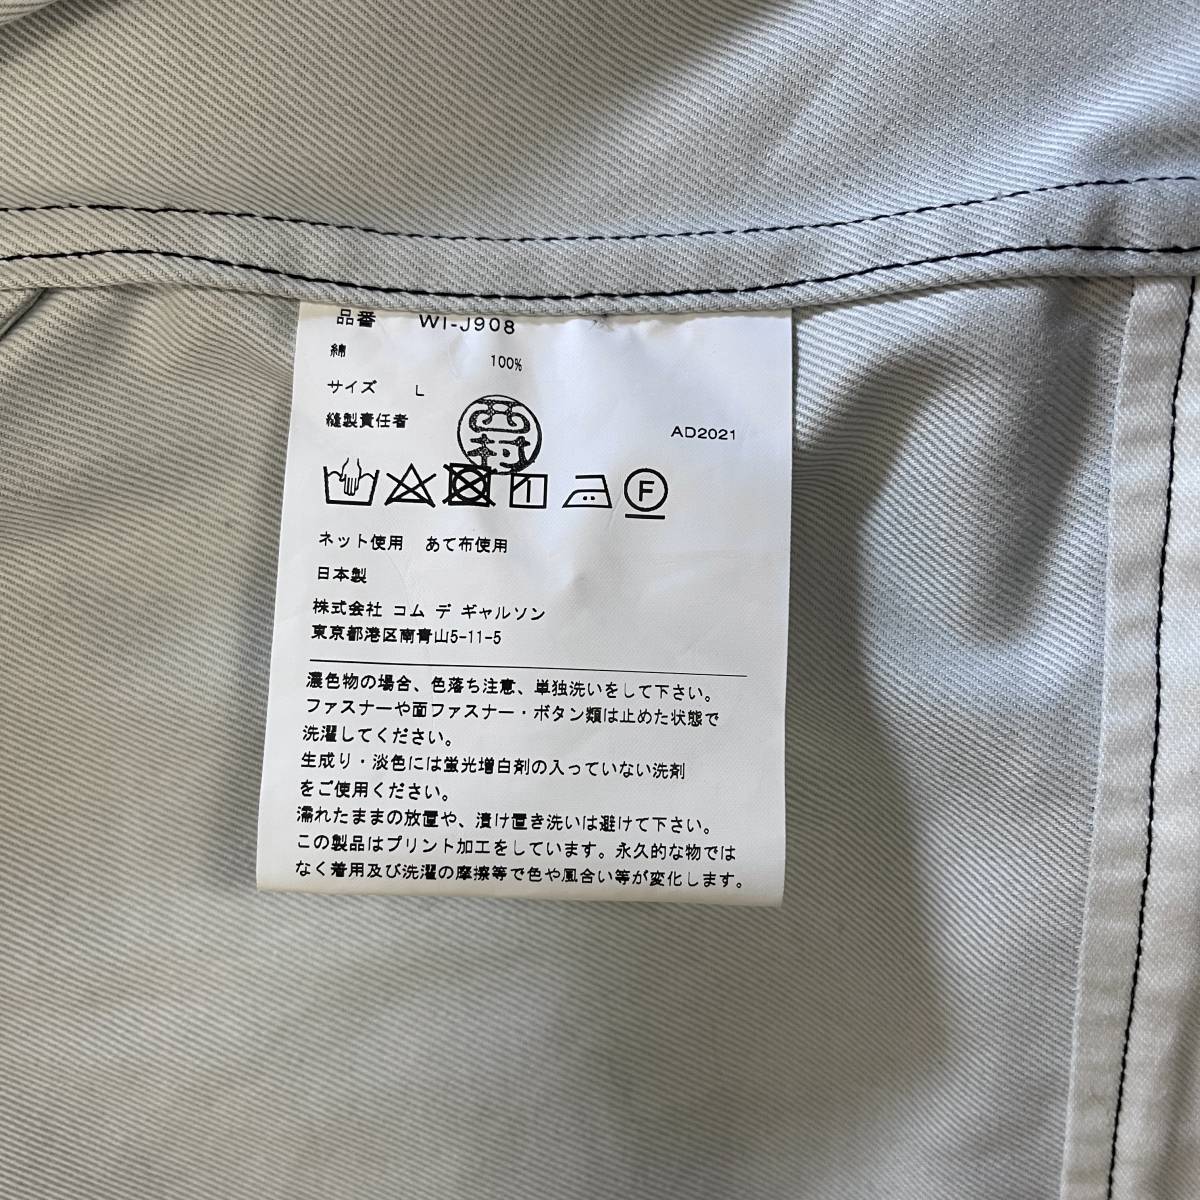 品番 WI-J908
綿 100%
サイズ L
縫製責任者 西村 AD2021
F
ネット使用 あて布使用
日本製
株式会社 コム デ ギャルソン
東京都港区南青山5-11-5
濃色物の場合、色落ち注意、単独洗いをして下さい。
ファスナーや面ファスナー・ボタン類は止めた状態で
洗濯してください。
生成り・淡色には蛍光増白剤の入っていない洗剤
をご使用ください。
濡れたままの放置や、漬け置き洗いは避けて下さい。
この製品はプリント加工をしています。永久的な物では
なく着用及び洗濯の摩擦等で色や風合い等が変化します。